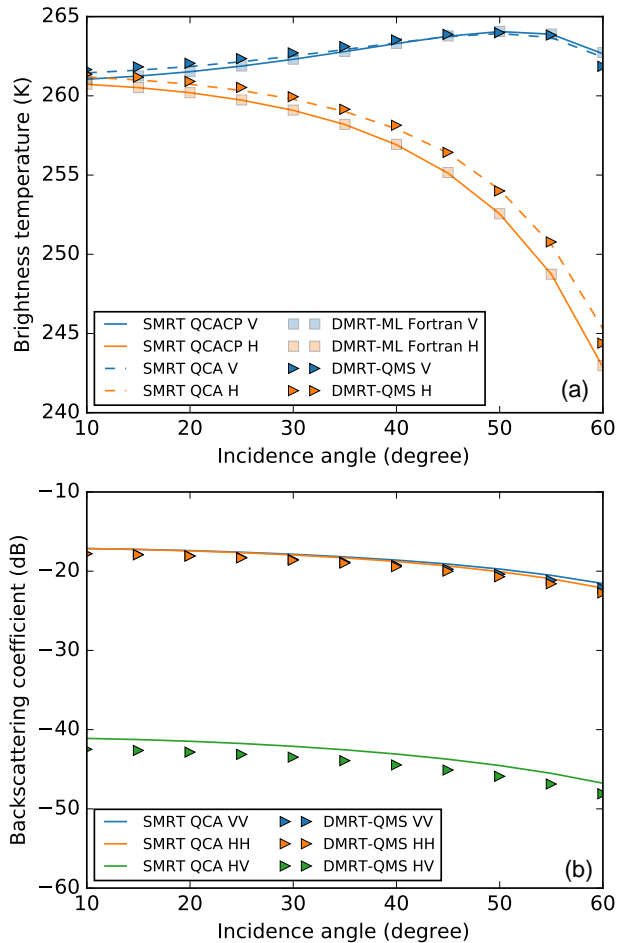 265
260
255
250
245
240
Brightness temperature (K)
SMRT QCACP V
SMRT QCACP H
SMRT QCA V
SMRT QCA H
DMRT-ML Fortran V
DMRT-ML Fortran H
DMRT-QMS V
DMRT-QMS H
(a)
10 20 30 40 50 60
Incidence angle (degree)
−10
−20
−30
−40
−50
−60
Backscattering coefficient (dB)
SMRT QCA VV
SMRT QCA HH
SMRT QCA HV
DMRT-QMS VV
DMRT-QMS HH
DMRT-QMS HV
(b)
10 20 30 40 50 60
Incidence angle (degree)